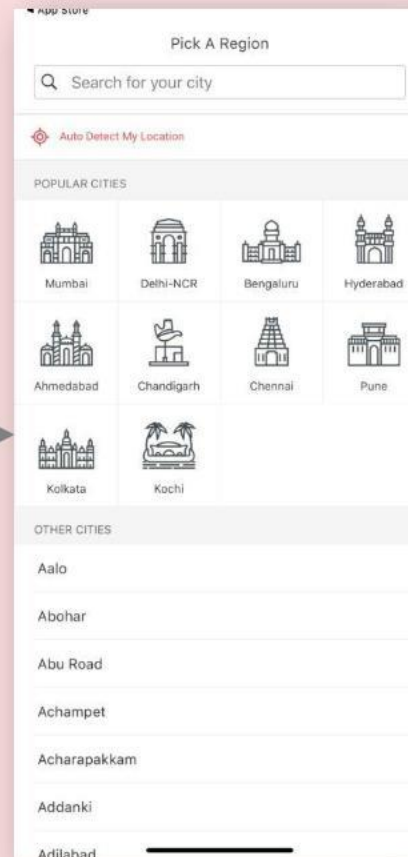 App Store
Pick A Region
Search for your city
Auto Detect My Location
POPULAR CITIES
Mumbai Delhi-NCR Bengaluru Hyderabad
Ahmedabad Chandigarh Chennai Pune
Kolkata Kochi
OTHER CITIES
Aalo
Abohar
Abu Road
Achampet
Acharapakkam
Addanki
Adilabad